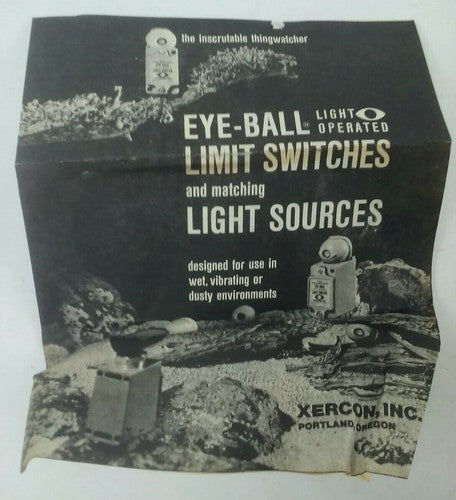 the inscrutable thingwatcher
EYE-BALL LIGHT OPERATED
LIMIT SWITCHES
and matching
LIGHT SOURCES
designed for use in
wet, vibrating or
dusty environments
XERCON, INC.
PORTLAND, OREGON